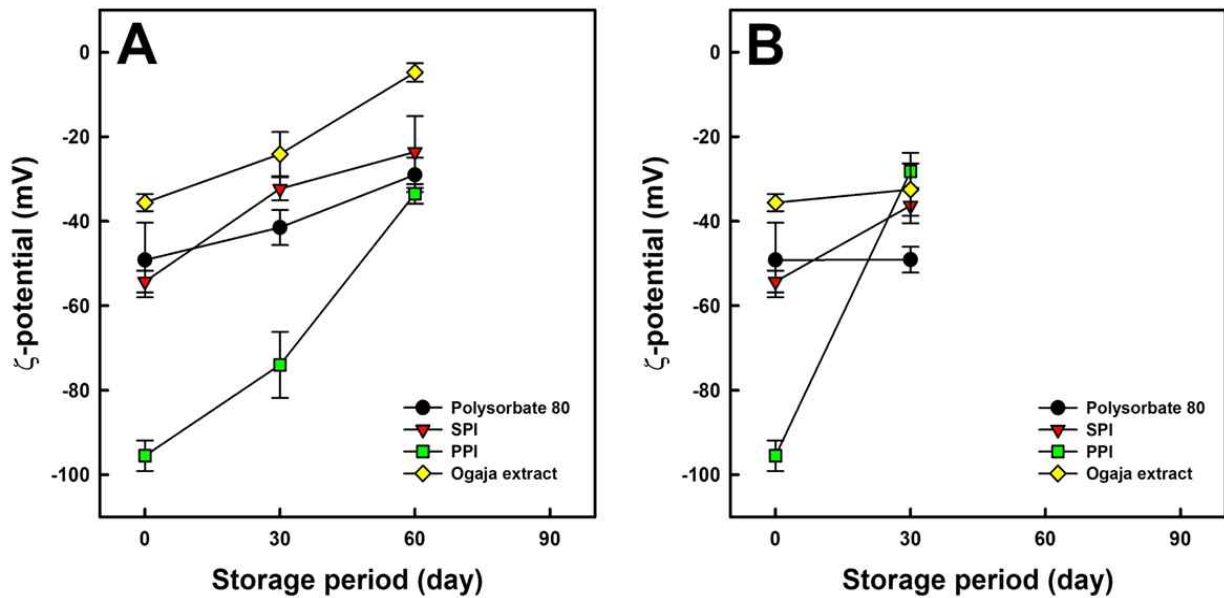 A
0
-20
-40
-60
-80
-100
ζ-potential (mV)
Polysorbate 80
SPI
PPI
Ogaja extract
0
30
60
90
Storage period (day)
B
0
-20
-40
-60
-80
-100
ζ-potential (mV)
Polysorbate 80
SPI
PPI
Ogaja extract
0
30
60
90
Storage period (day)